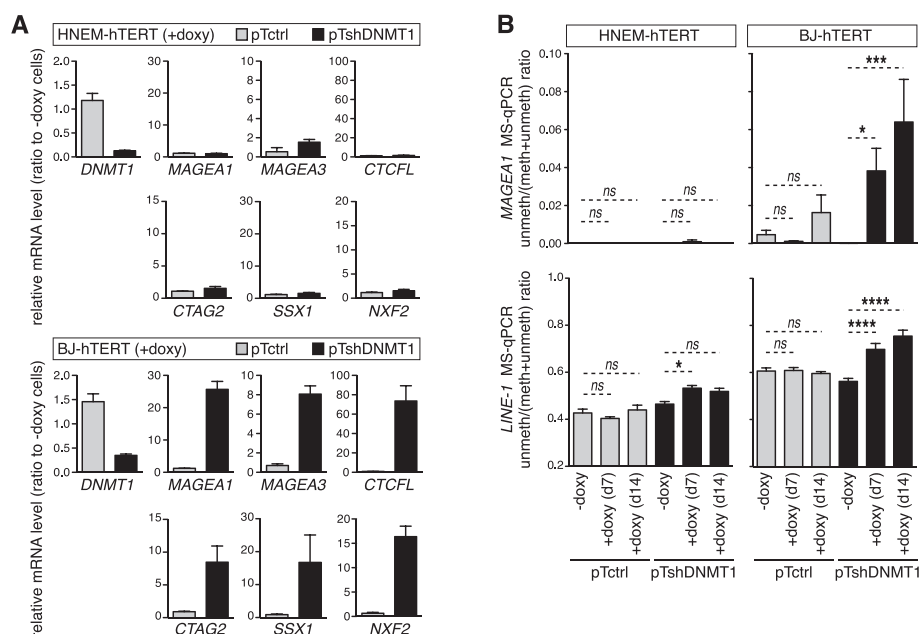 A
HNEM-hTERT (+doxy) pTctrl pTshDNMT1
relative mRNA level (ratio to -doxy cells)
2.0 1.5 1.0 0.5 0.0
30 20 10 0
10 5 0
100 80 60 40 20 0
DNMT1 MAGEA1 MAGEA3 CTCFL
15 10 5 0
30 20 10 0
20 15 10 5 0
CTAG2 SSX1 NXF2
BJ-hTERT (+doxy) pTctrl pTshDNMT1
relative mRNA level (ratio to -doxy cells)
2.0 1.5 1.0 0.5 0.0
30 20 10 0
10 5 0
100 80 60 40 20 0
DNMT1 MAGEA1 MAGEA3 CTCFL
15 10 5 0
30 20 10 0
20 15 10 5 0
CTAG2 SSX1 NXF2
B
HNEM-hTERT BJ-hTERT
MAGEA1 MS-qPCR
unmeth/(meth+unmeth) ratio
0.10
0.08
0.06
0.04
0.02
0.00
ns ns ns ns
ns ns * ***
LINE-1 MS-qPCR
unmeth/(meth+unmeth) ratio
1.0
0.8
0.6
0.4
0.2
ns ns * ns
ns ns **** ****
-doxy +doxy (d7) +doxy (d14) -doxy +doxy (d7) +doxy (d14) -doxy +doxy (d7) +doxy (d14) -doxy +doxy (d7) +doxy (d14)
pTctrl pTshDNMT1 pTctrl pTshDNMT1